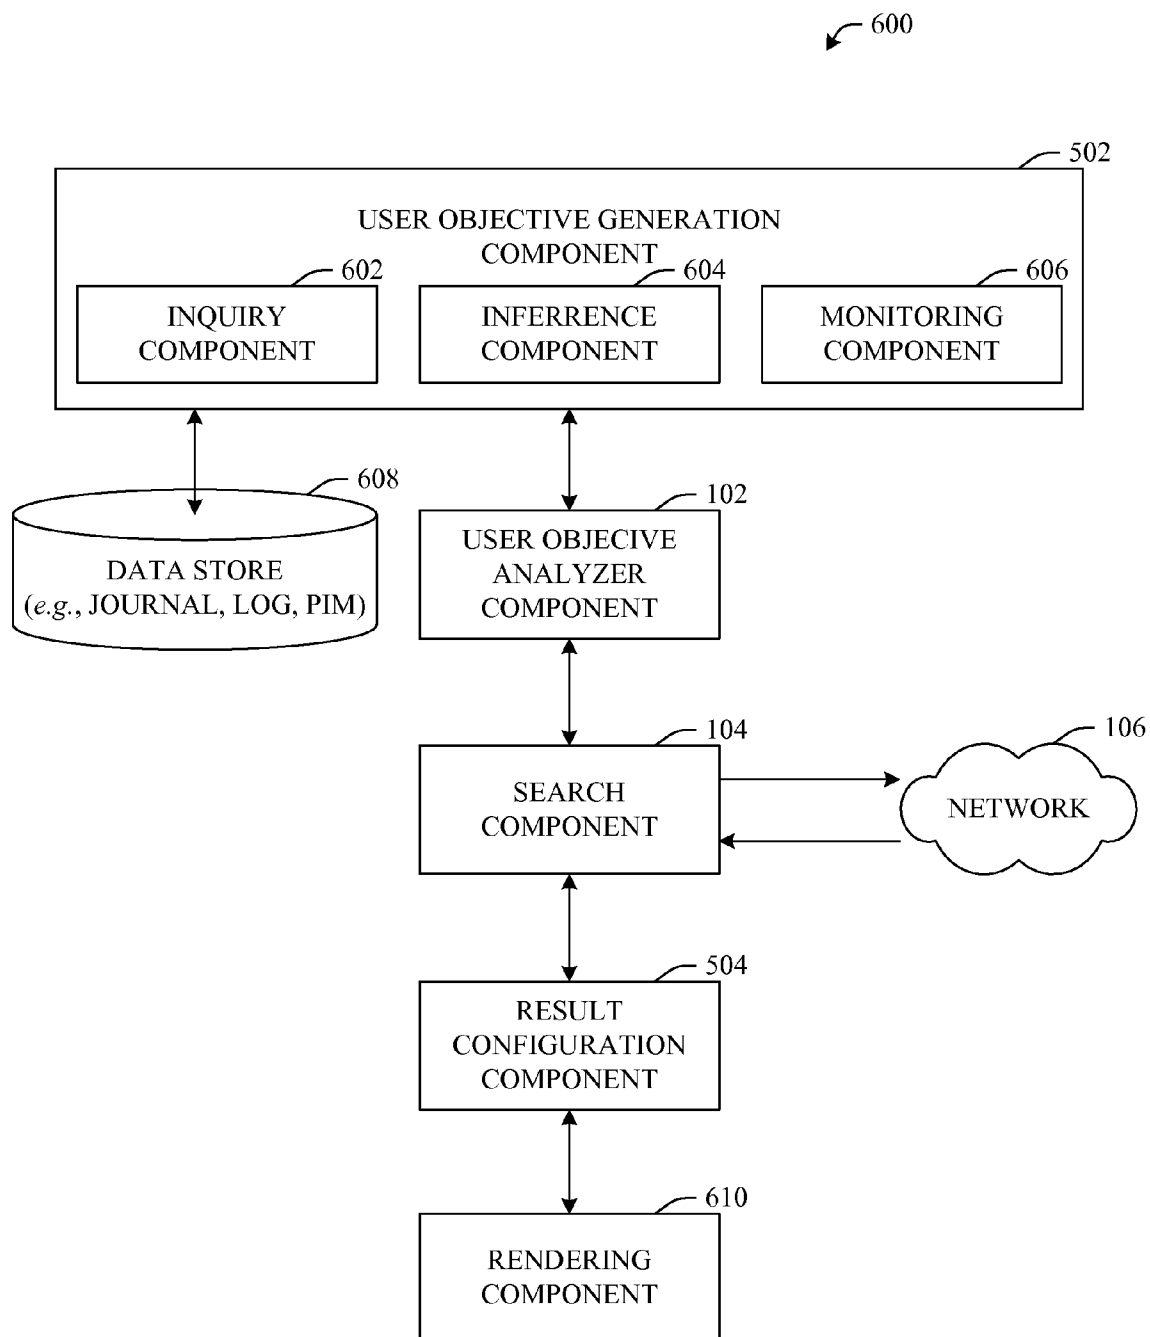 600
502
USER OBJECTIVE GENERATION
COMPONENT
602
604
606
INQUIRY
COMPONENT
INFERRENCE
COMPONENT
MONITORING
COMPONENT
608
DATA STORE
(e.g., JOURNAL, LOG, PIM)
102
USER OBJECIVE
ANALYZER
COMPONENT
104
SEARCH
COMPONENT
106
NETWORK
504
RESULT
CONFIGURATION
COMPONENT
610
RENDERING
COMPONENT